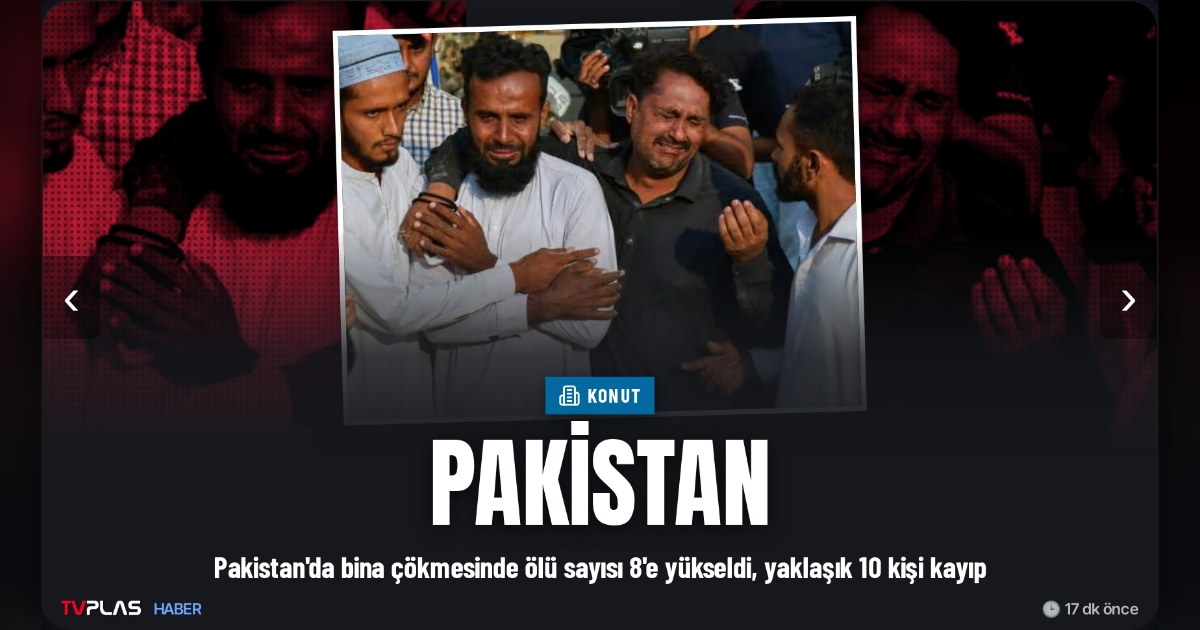 KONUT
PAKİSTAN
Pakistan'da bina çökmesinde ölü sayısı 8'e yükseldi, yaklaşık 10 kişi kayıp
TVPLAS HABER
17 dk önce